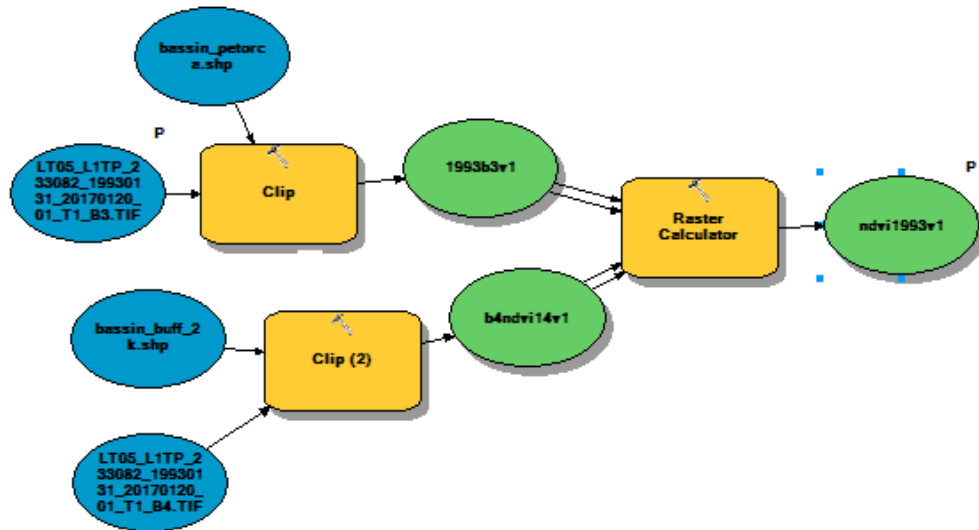 bassin_petorc
a.shp
P
LT05_L1TP_2
33082_199301
31_20170120_
01_T1_B3.TIF
Clip
1993b3v1
Raster
Calculator
P
ndvi1993v1
bassin_buff_2
k.shp
Clip (2)
b4ndvi14v1
LT05_L1TP_2
33082_199301
31_20170120_
01_T1_B4.TIF